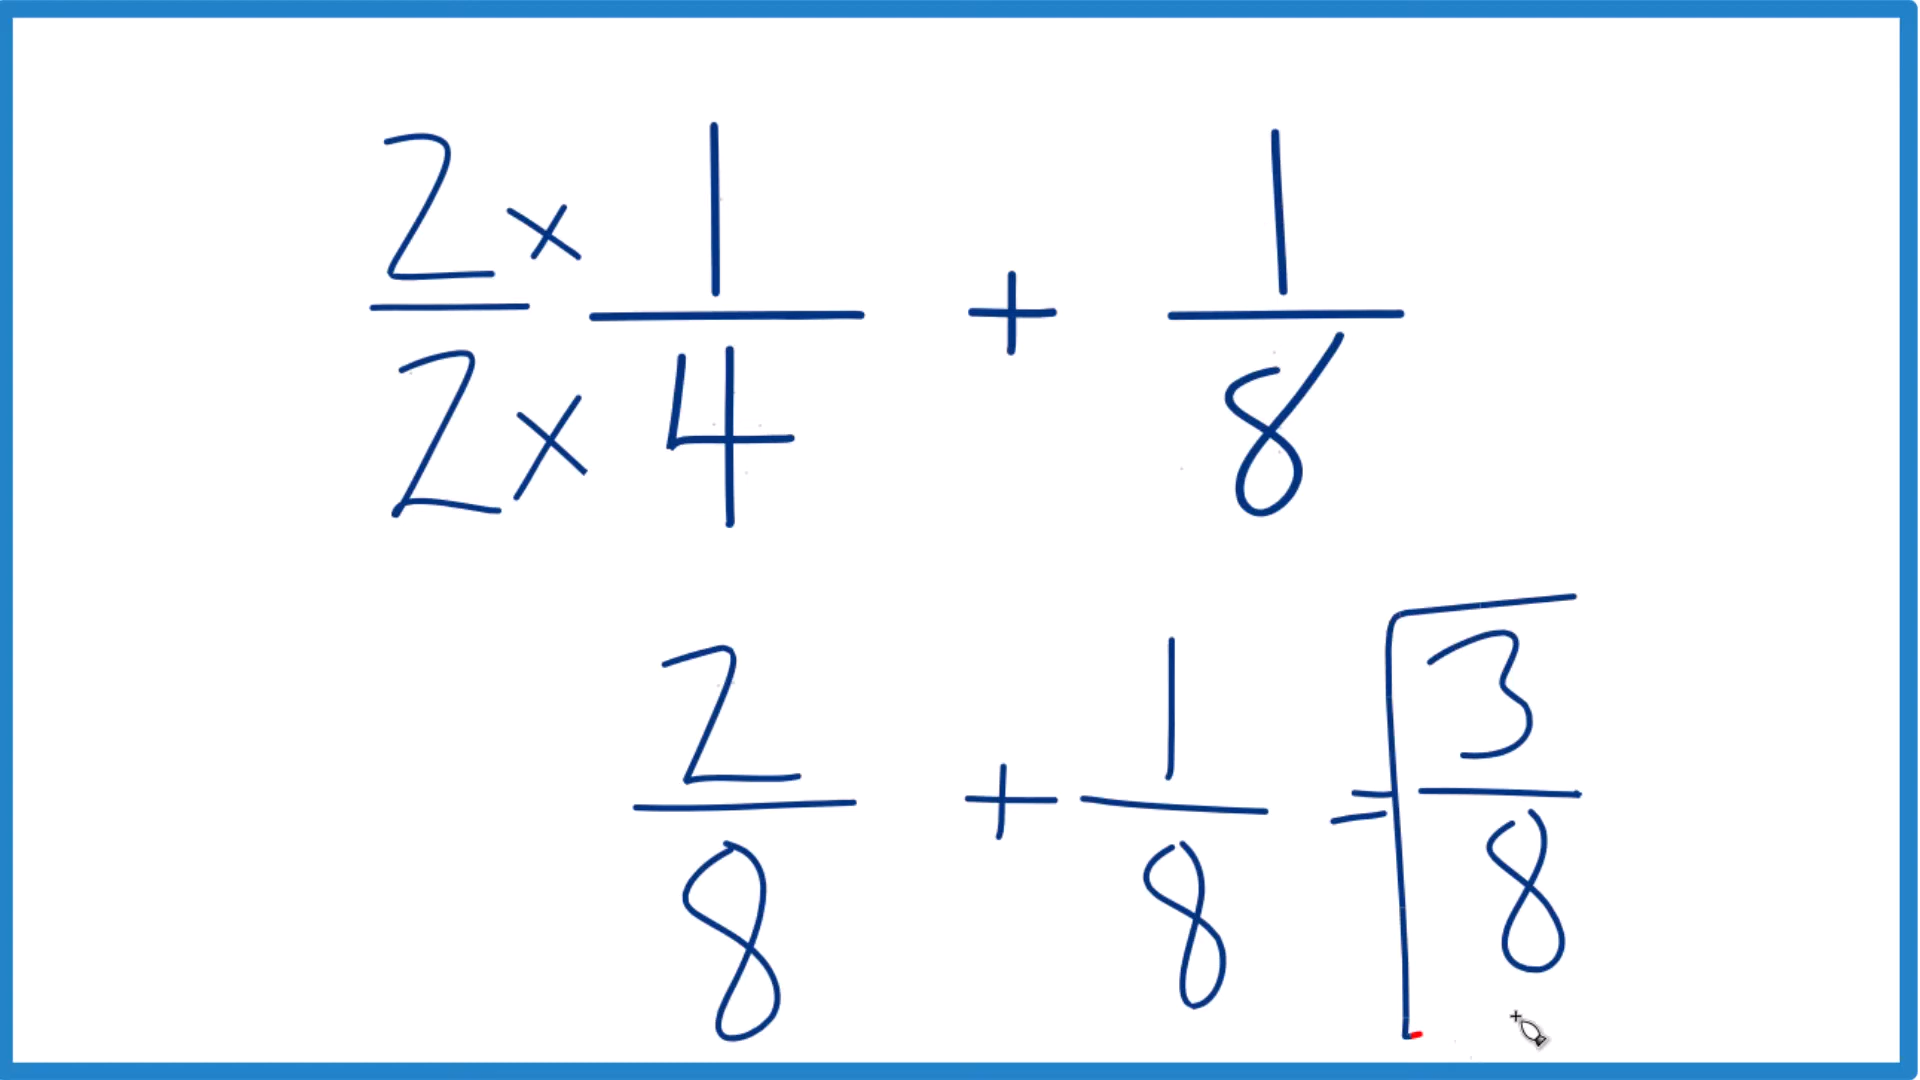 2/2 × 1/4 + 1/8
2/8 + 1/8 = 3/8